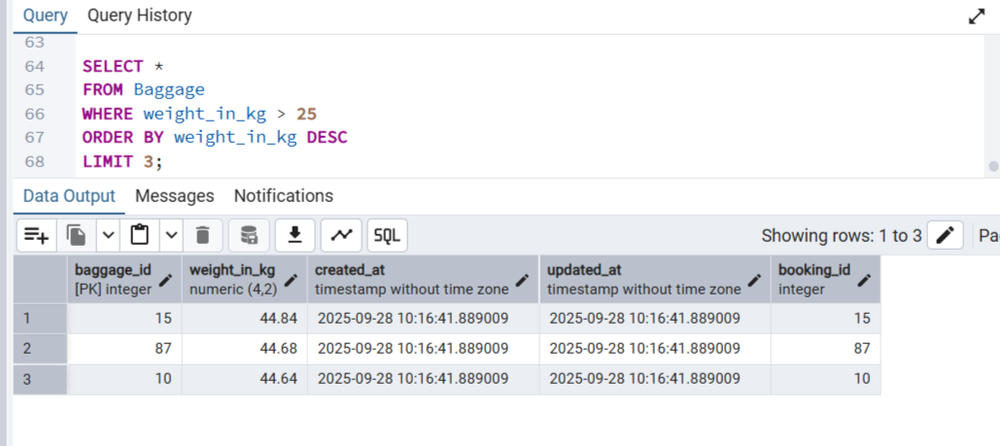 Query Query History
63
64 SELECT *
65 FROM Baggage
66 WHERE weight_in_kg > 25
67 ORDER BY weight_in_kg DESC
68 LIMIT 3;
Data Output Messages Notifications
SQL Showing rows: 1 to 3 Pa
baggage_id weight_in_kg created_at updated_at booking_id
[PK] integer numeric (4,2) timestamp without time zone timestamp without time zone integer
1 15 44.84 2025-09-28 10:16:41.889009 2025-09-28 10:16:41.889009 15
2 87 44.68 2025-09-28 10:16:41.889009 2025-09-28 10:16:41.889009 87
3 10 44.64 2025-09-28 10:16:41.889009 2025-09-28 10:16:41.889009 10